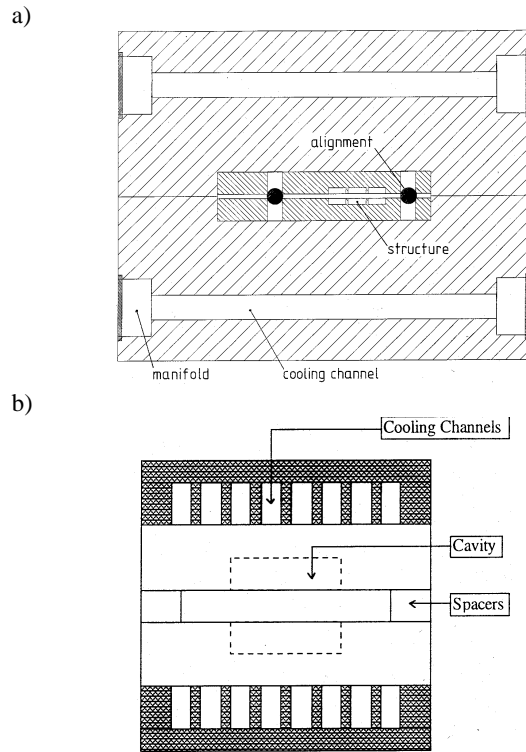 a)
alignment
structure
manifold
cooling channel
b)
Cooling Channels
Cavity
Spacers